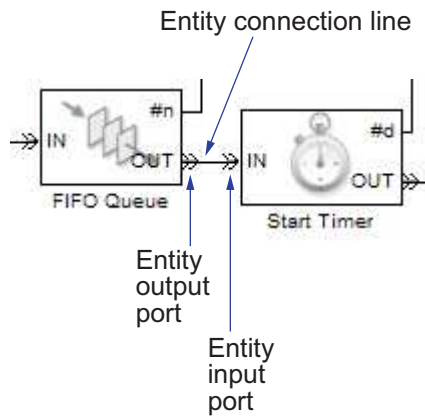 Entity connection line
#n
IN
OUT
FIFO Queue
#d
IN
OUT
Start Timer
Entity
output
port
Entity
input
port